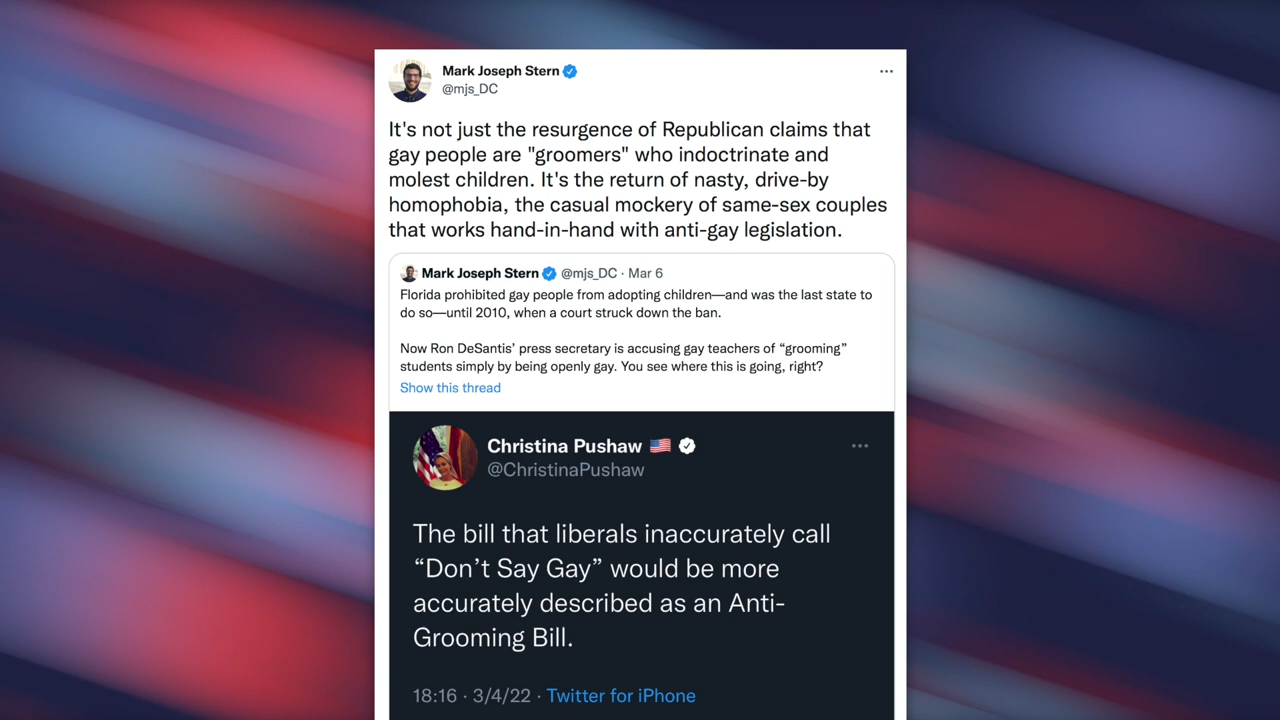 Mark Joseph Stern
@mjs_DC
It's not just the resurgence of Republican claims that
gay people are "groomers" who indoctrinate and
molest children. It's the return of nasty, drive-by
homophobia, the casual mockery of same-sex couples
that works hand-in-hand with anti-gay legislation.
Mark Joseph Stern @mjs_DC · Mar 6
Florida prohibited gay people from adopting children—and was the last state to
do so—until 2010, when a court struck down the ban.
Now Ron DeSantis’ press secretary is accusing gay teachers of “grooming”
students simply by being openly gay. You see where this is going, right?
Show this thread
Christina Pushaw 🇺🇸
@ChristinaPushaw
The bill that liberals inaccurately call
“Don’t Say Gay” would be more
accurately described as an Anti-
Grooming Bill.
18:16 · 3/4/22 · Twitter for iPhone